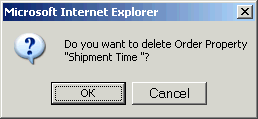 Microsoft Internet Explorer
Do you want to delete Order Property
"Shipment Time "?
OK
Cancel